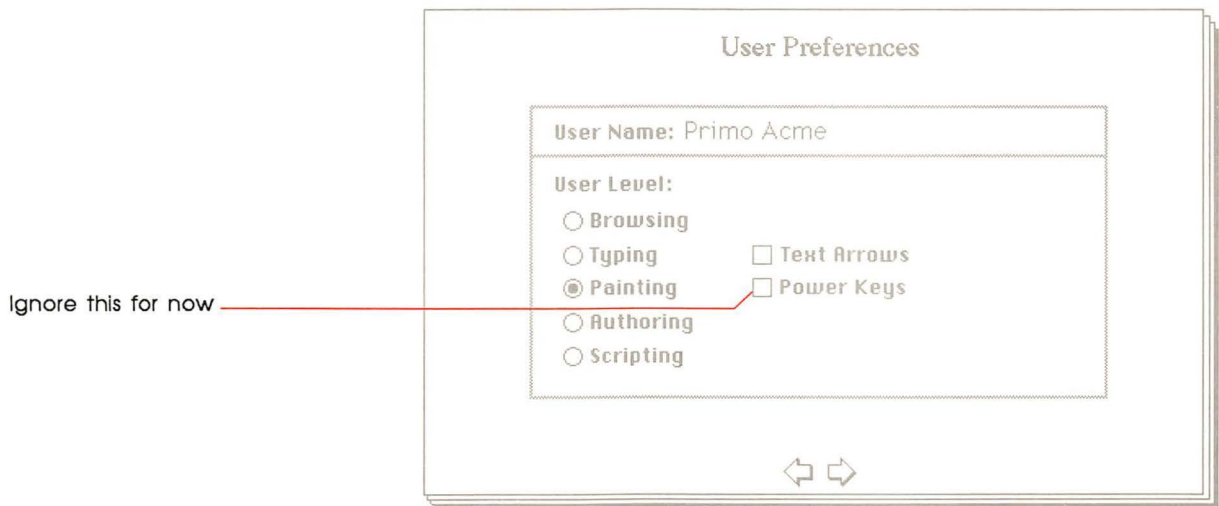 User Preferences
User Name: Primo Acme
User Level:
Browsing
Typing Text Arrows
Painting Power Keys
Ignore this for now
Authoring
Scripting